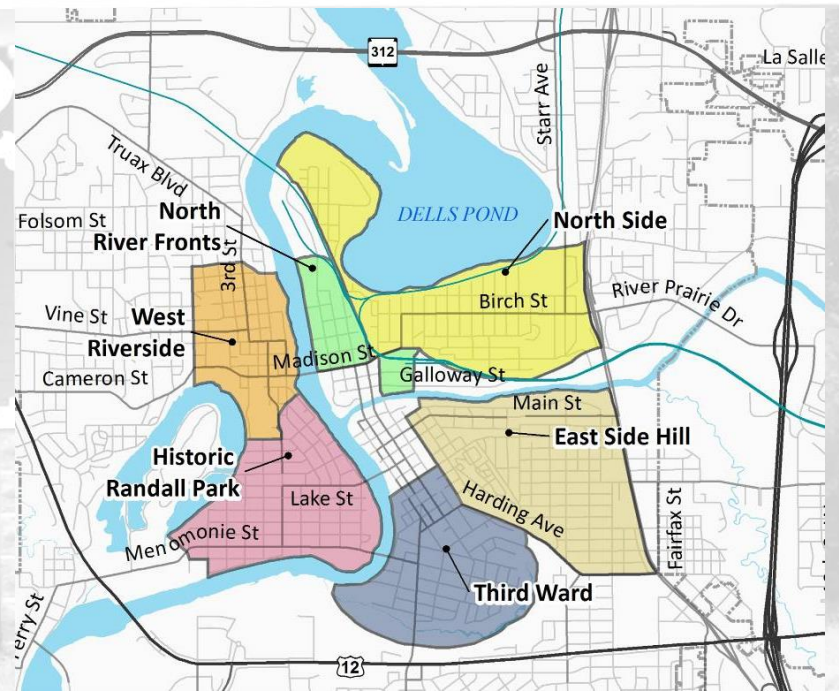 312
La Salle
Starr Ave
Truax Blvd
Folsom St
North
River Fronts
3rd St
DELLS POND
North Side
Birch St
River Prairie Dr
Vine St
West
Riverside
Madison St
Cameron St
Galloway St
Main St
East Side Hill
Historic
Randall Park
Lake St
Harding Ave
Menomonie St
Fairfax St
Third Ward
erry St
12